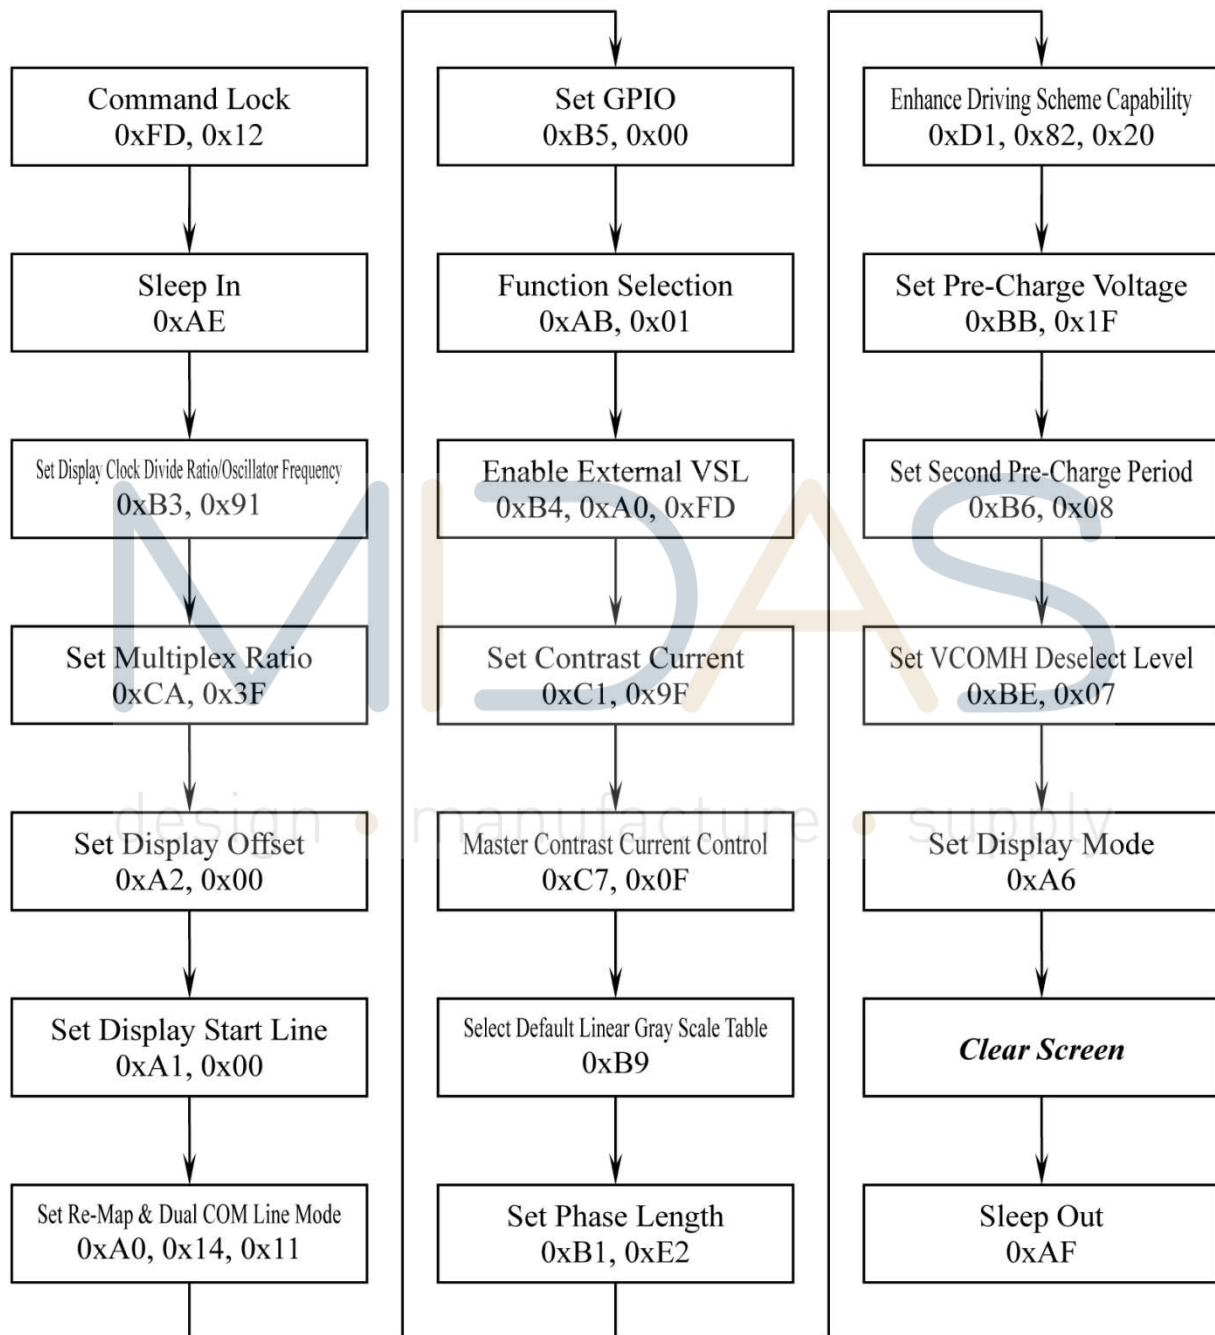 Command Lock
0xFD, 0x12
Sleep In
0xAE
Set Display Clock Divide Ratio/Oscillator Frequency
0xB3, 0x91
Set Multiplex Ratio
0xCA, 0x3F
Set Display Offset
0xA2, 0x00
Set Display Start Line
0xA1, 0x00
Set Re-Map & Dual COM Line Mode
0xA0, 0x14, 0x11
Set GPIO
0xB5, 0x00
Function Selection
0xAB, 0x01
Enable External VSL
0xB4, 0xA0, 0xFD
Set Contrast Current
0xC1, 0x9F
Master Contrast Current Control
0xC7, 0x0F
Select Default Linear Gray Scale Table
0xB9
Set Phase Length
0xB1, 0xE2
Enhance Driving Scheme Capability
0xD1, 0x82, 0x20
Set Pre-Charge Voltage
0xBB, 0x1F
Set Second Pre-Charge Period
0xB6, 0x08
Set VCOMH Deselect Level
0xBE, 0x07
Set Display Mode
0xA6
Clear Screen
Sleep Out
0xAF
MIDAS
design • manufacture • supply